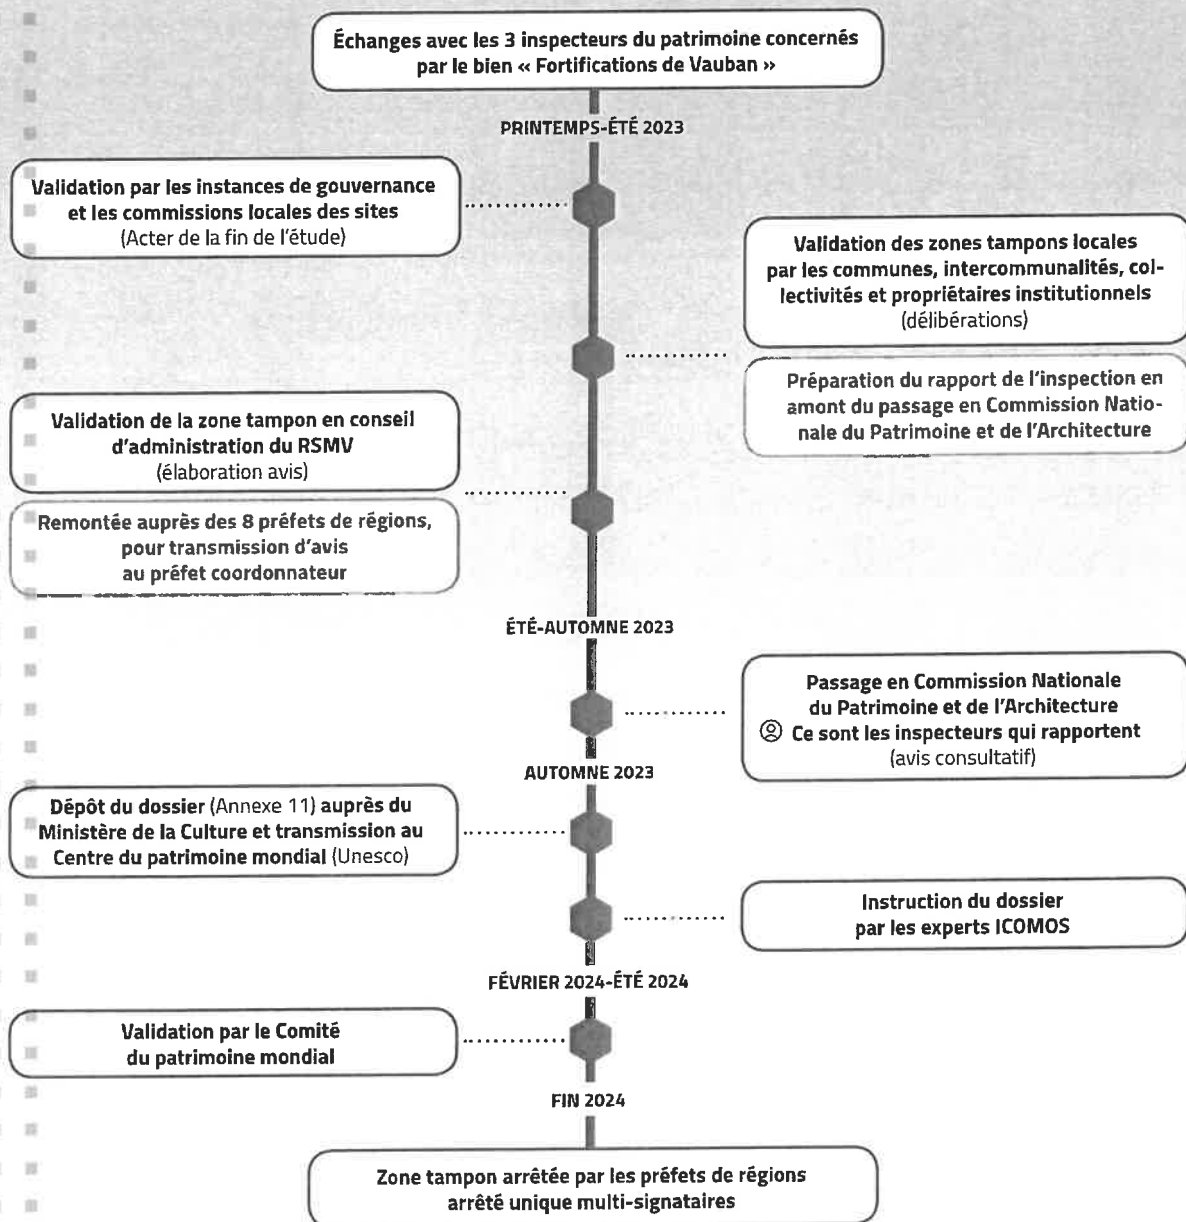 Échanges avec les 3 inspecteurs du patrimoine concernés
par le bien « Fortifications de Vauban »
PRINTEMPS-ÉTÉ 2023
Validation par les instances de gouvernance
et les commissions locales des sites
(Acter de la fin de l'étude)
Validation des zones tampons locales
par les communes, intercommunalités, col-
lectivités et propriétaires institutionnels
(délibérations)
Préparation du rapport de l'inspection en
amont du passage en Commission Natio-
nale du Patrimoine et de l'Architecture
Validation de la zone tampon en conseil
d'administration du RSMV
(élaboration avis)
Remontée auprès des 8 préfets de régions,
pour transmission d'avis
au préfet coordonnateur
ÉTÉ-AUTOMNE 2023
Passage en Commission Nationale
du Patrimoine et de l'Architecture
Ce sont les inspecteurs qui rapportent
(avis consultatif)
AUTOMNE 2023
Dépôt du dossier (Annexe 11) auprès du
Ministère de la Culture et transmission au
Centre du patrimoine mondial (Unesco)
Instruction du dossier
par les experts ICOMOS
FÉVRIER 2024-ÉTÉ 2024
Validation par le Comité
du patrimoine mondial
FIN 2024
Zone tampon arrêtée par les préfets de régions
arrêté unique multi-signataires